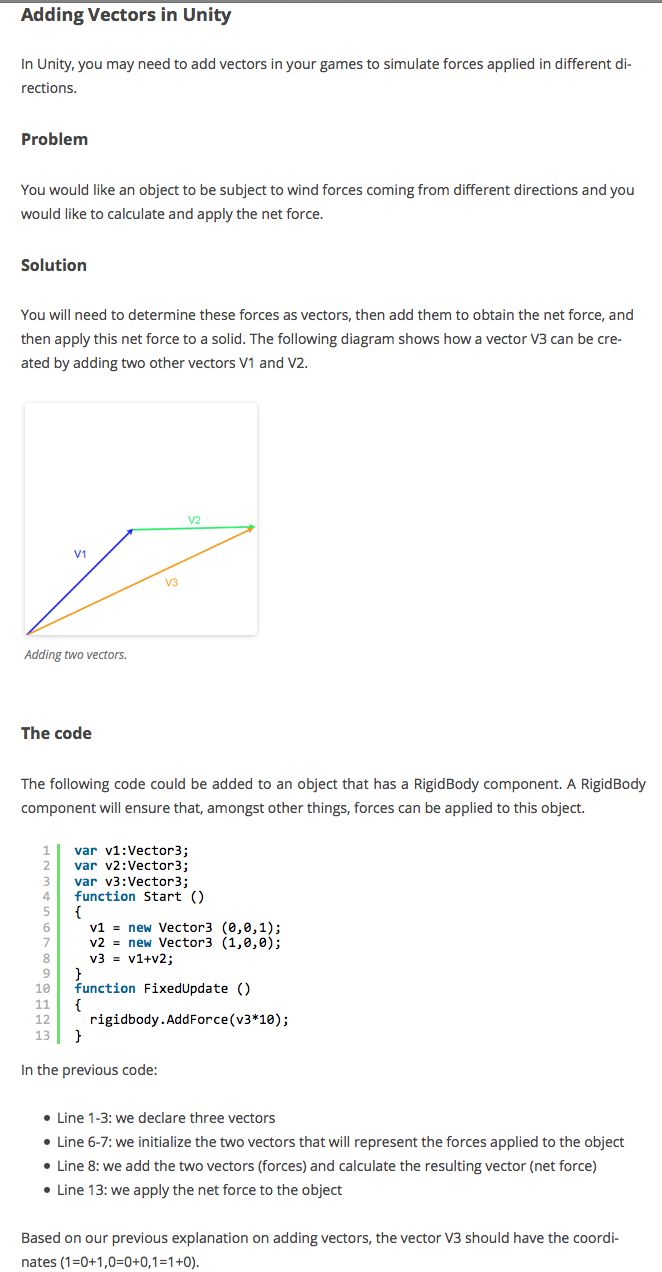 Adding Vectors in Unity
In Unity, you may need to add vectors in your games to simulate forces applied in different di-
rections.
Problem
You would like an object to be subject to wind forces coming from different directions and you
would like to calculate and apply the net force.
Solution
You will need to determine these forces as vectors, then add them to obtain the net force, and
then apply this net force to a solid. The following diagram shows how a vector V3 can be cre-
ated by adding two other vectors V1 and V2.
V2
V1
V3
Adding two vectors.
The code
The following code could be added to an object that has a RigidBody component. A RigidBody
component will ensure that, amongst other things, forces can be applied to this object.
1 var v1:Vector3;
2 var v2:Vector3;
3 var v3:Vector3;
4 function Start ()
5 {
6 v1 = new Vector3 (0,0,1);
7 v2 = new Vector3 (1,0,0);
8 v3 = v1+v2;
9 }
10 function FixedUpdate ()
11 {
12 rigidbody.AddForce(v3*10);
13 }
In the previous code:
• Line 1-3: we declare three vectors
• Line 6-7: we initialize the two vectors that will represent the forces applied to the object
• Line 8: we add the two vectors (forces) and calculate the resulting vector (net force)
• Line 13: we apply the net force to the object
Based on our previous explanation on adding vectors, the vector V3 should have the coordi-
nates (1=0+1,0=0+0,1=1+0).